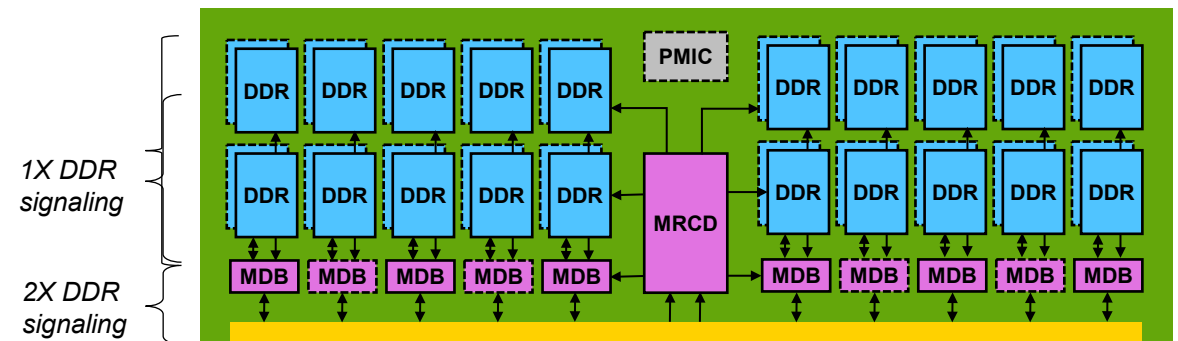 PMIC
DDR DDR DDR DDR DDR DDR DDR DDR DDR DDR
1X DDR
signaling
DDR DDR DDR DDR DDR DDR DDR DDR DDR DDR
MRCD
MDB MDB MDB MDB MDB MDB MDB MDB MDB MDB
2X DDR
signaling